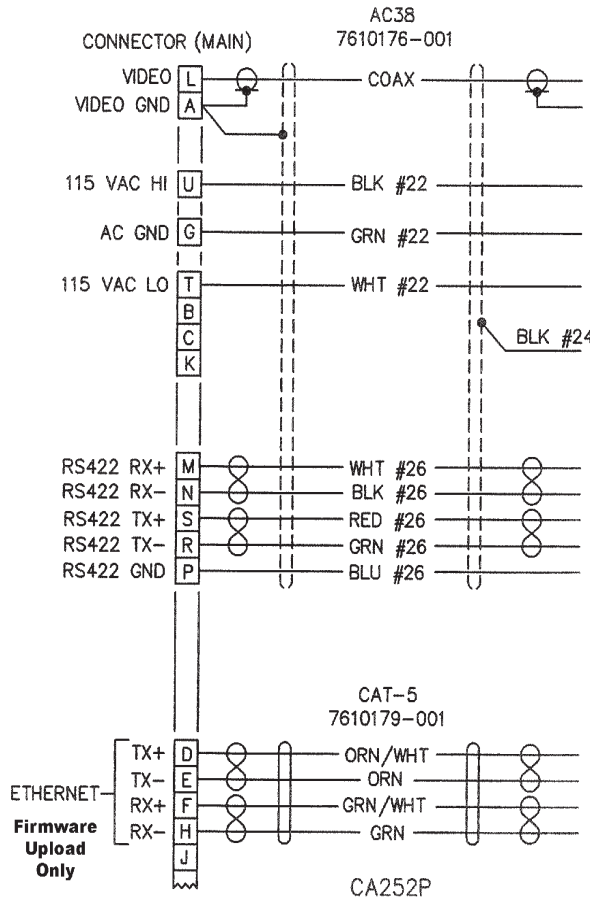 AC38
7610176-001
CONNECTOR (MAIN)
VIDEO L COAX
VIDEO GND A
115 VAC HI U BLK #22
AC GND G GRN #22
115 VAC LO T WHT #22
B
C BLK #24
K
RS422 RX+ M WHT #26
RS422 RX- N BLK #26
RS422 TX+ S RED #26
RS422 TX- R GRN #26
RS422 GND P BLU #26
CAT-5
7610179-001
TX+ D ORN/WHT
TX- E ORN
ETHERNET
RX+ F GRN/WHT
RX- H GRN
Firmware
Upload
Only
J
CA252P